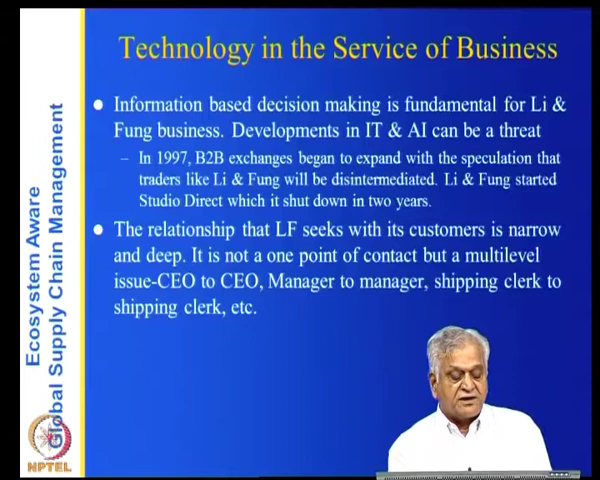 Technology in the Service of Business
Information based decision making is fundamental for Li &
Fung business. Developments in IT & AI can be a threat
– In 1997, B2B exchanges began to expand with the speculation that
traders like Li & Fung will be disintermediated. Li & Fung started
Studio Direct which it shut down in two years.
The relationship that LF seeks with its customers is narrow
and deep. It is not a one point of contact but a multilevel
issue-CEO to CEO, Manager to manager, shipping clerk to
shipping clerk, etc.
Ecosystem Aware
Global Supply Chain Management
NPTEL